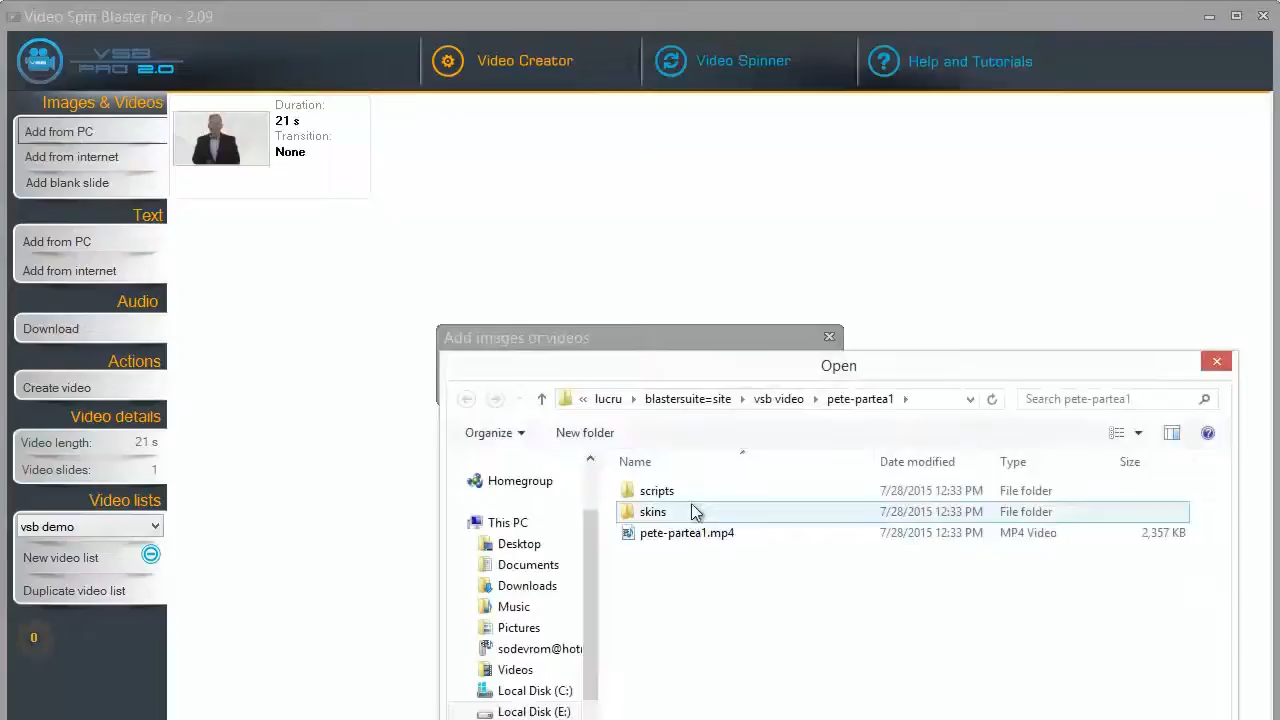 Video Spin Blaster Pro - 2.09
VSB
PRO 2.0
Video Creator
Video Spinner
Help and Tutorials
Images & Videos
Add from PC
Add from internet
Add blank slide
Duration:
21 s
Transition:
None
Text
Add from PC
Add from internet
Audio
Download
Actions
Create video
Video details
Video length: 21 s
Video slides: 1
Video lists
vsb demo
New video list
Duplicate video list
0
Add images or videos
Open
« lucru blastersuite=site vsb video pete-partea1
Search pete-partea1
Organize New folder
Name Date modified Type Size
Homegroup
This PC
Desktop
Documents
Downloads
Music
Pictures
sodevrom@hot
Videos
Local Disk (C:)
Local Disk (E:)
scripts 7/28/2015 12:33 PM File folder
skins 7/28/2015 12:33 PM File folder
pete-partea1.mp4 7/28/2015 12:33 PM MP4 Video 2,357 KB